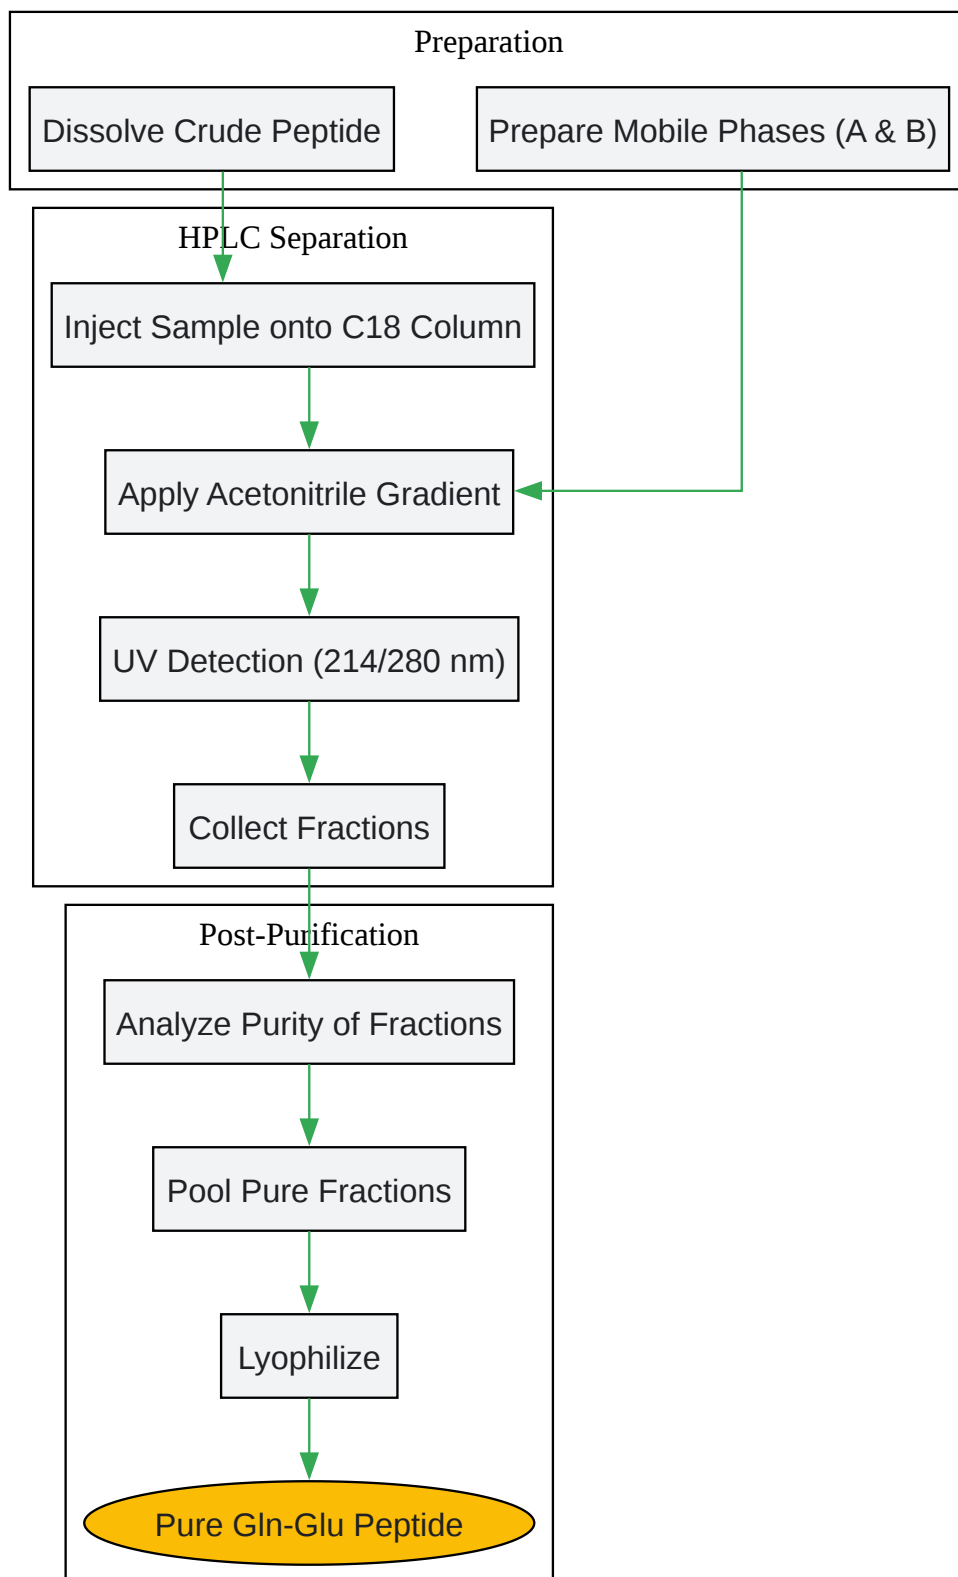 Preparation
Dissolve Crude Peptide
Prepare Mobile Phases (A & B)
HPLC Separation
Inject Sample onto C18 Column
Apply Acetonitrile Gradient
UV Detection (214/280 nm)
Collect Fractions
Post-Purification
Analyze Purity of Fractions
Pool Pure Fractions
Lyophilize
Pure Gln-Glu Peptide